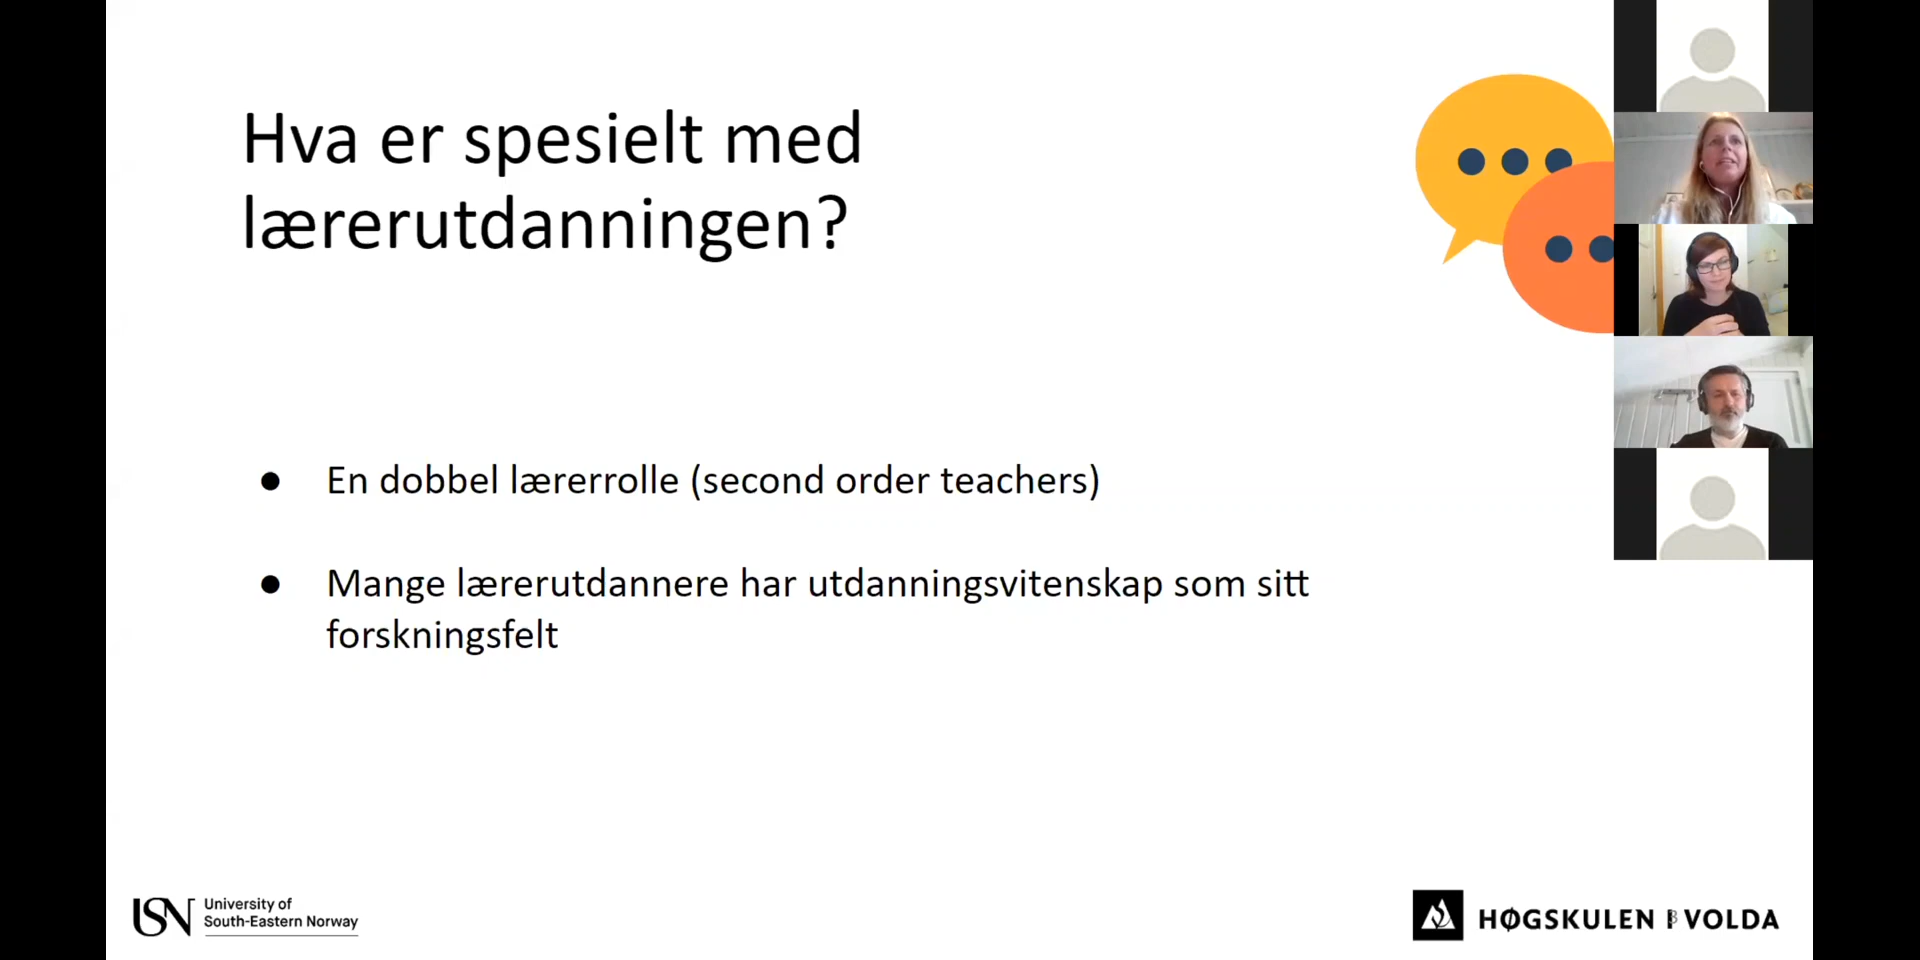 Hva er spesielt med
lærerutdanningen?
● En dobbel lærerrolle (second order teachers)
● Mange lærerutdannere har utdanningsvitenskap som sitt
forskningsfelt
USN University of
South-Eastern Norway
HØGSKULEN I VOLDA